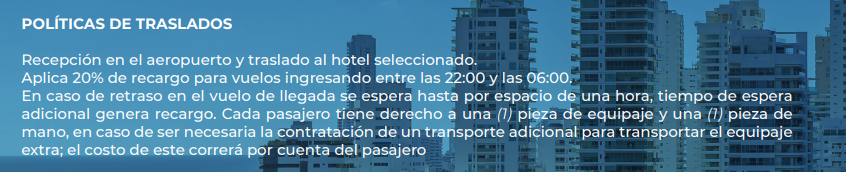 POLÍTICAS DE TRASLADOS
Recepción en el aeropuerto y traslado al hotel seleccionado.
Aplica 20% de recargo para vuelos ingresando entre las 22:00 y las 06:00.
En caso de retraso en el vuelo de llegada se espera hasta por espacio de una hora, tiempo de espera
adicional genera recargo. Cada pasajero tiene derecho a una (1) pieza de equipaje y una (1) pieza de
mano, en caso de ser necesaria la contratación de un transporte adicional para transportar el equipaje
extra; el costo de este correrá por cuenta del pasajero